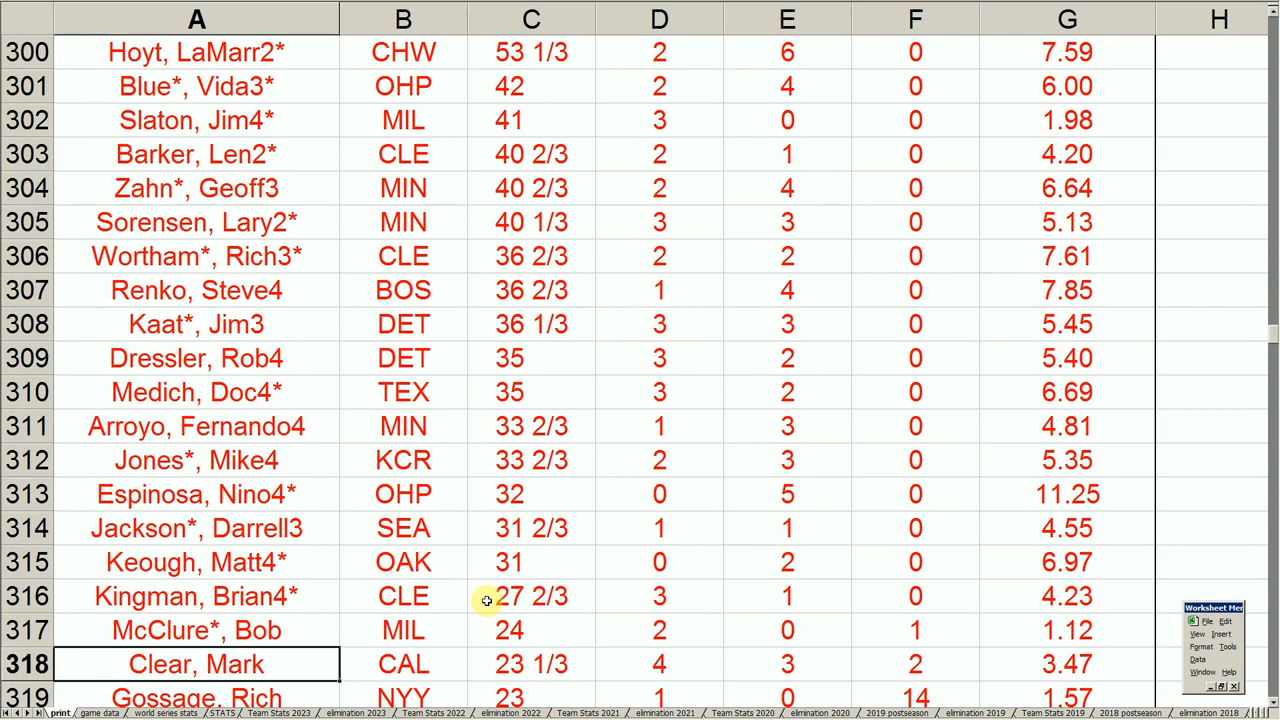 A B C D E F G H
300 Hoyt, LaMarr2* CHW 53 1/3 2 6 0 7.59
301 Blue*, Vida3* OHP 42 2 4 0 6.00
302 Slaton, Jim4* MIL 41 3 0 0 1.98
303 Barker, Len2* CLE 40 2/3 2 1 0 4.20
304 Zahn*, Geoff3 MIN 40 2/3 2 4 0 6.64
305 Sorensen, Lary2* MIN 40 1/3 3 3 0 5.13
306 Wortham*, Rich3* CLE 36 2/3 2 2 0 7.61
307 Renko, Steve4 BOS 36 2/3 1 4 0 7.85
308 Kaat*, Jim3 DET 36 1/3 3 3 0 5.45
309 Dressler, Rob4 DET 35 3 2 0 5.40
310 Medich, Doc4* TEX 35 3 2 0 6.69
311 Arroyo, Fernando4 MIN 33 2/3 1 3 0 4.81
312 Jones*, Mike4 KCR 33 2/3 2 3 0 5.35
313 Espinosa, Nino4* OHP 32 0 5 0 11.25
314 Jackson*, Darrell3 SEA 31 2/3 1 1 0 4.55
315 Keough, Matt4* OAK 31 0 2 0 6.97
316 Kingman, Brian4* CLE 27 2/3 3 1 0 4.23
317 McClure*, Bob MIL 24 2 0 1 1.12
318 Clear, Mark CAL 23 1/3 4 3 2 3.47
319 Gossage, Rich NYY 23 1 0 14 1.57
Worksheet Mer
File Edit
View Insert
Format Tools
Data
Window Help
print game data world series stats STATS Team Stats 2023 elimination 2023 Team Stats 2022 elimination 2022 Team Stats 2021 elimination 2021 Team Stats 2020 elimination 2020 2019 postseason elimination 2019 Team Stats 2019 2018 postseason elimination 2018